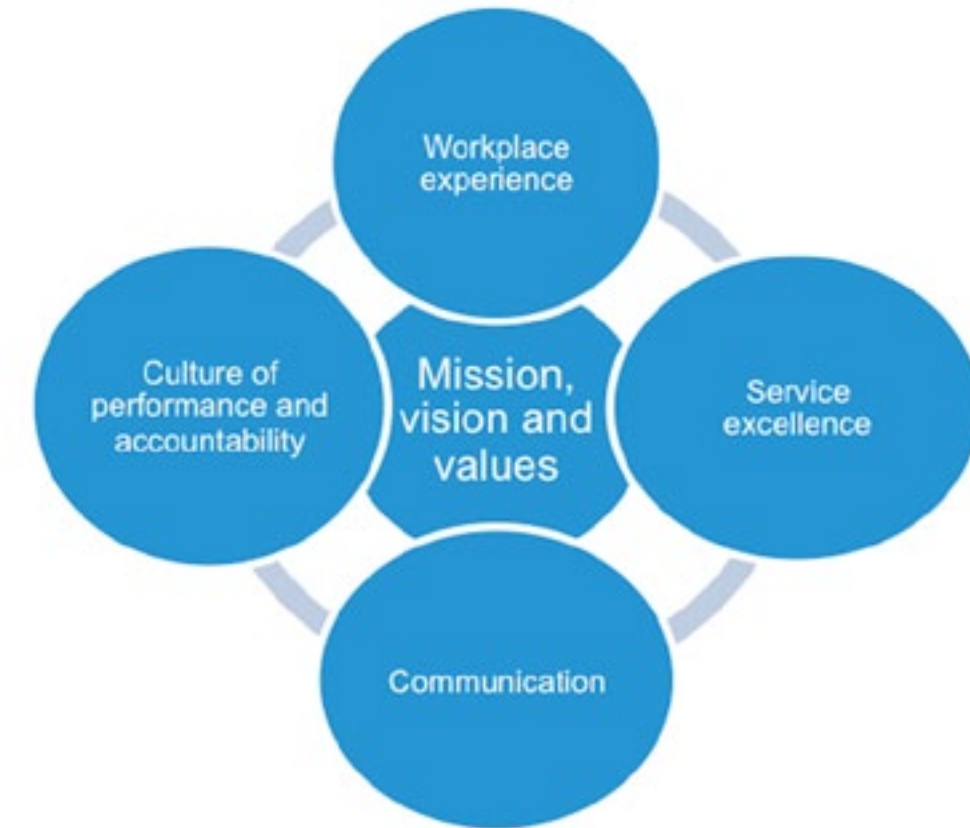 Workplace
experience
Culture of
performance and
accountability
Mission,
vision and
values
Service
excellence
Communication